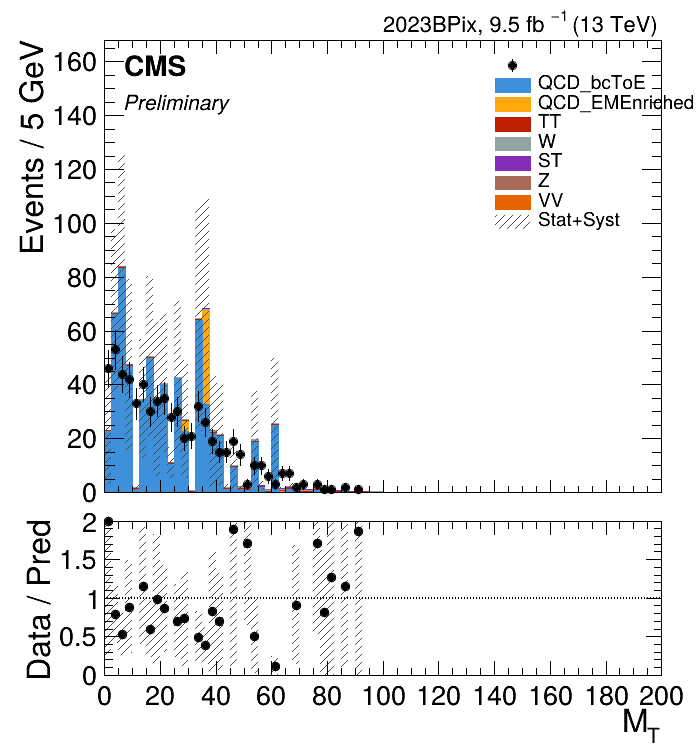 2023BPix, 9.5 fb⁻¹ (13 TeV)
CMS
Preliminary
Events / 5 GeV
160
140
120
100
80
60
40
20
0
QCD_bcToE
QCD_EMEnriched
TT
W
ST
Z
VV
Stat+Syst
Data / Pred
2
1.5
1
0.5
0
0 20 40 60 80 100 120 140 160 180 200
M_T